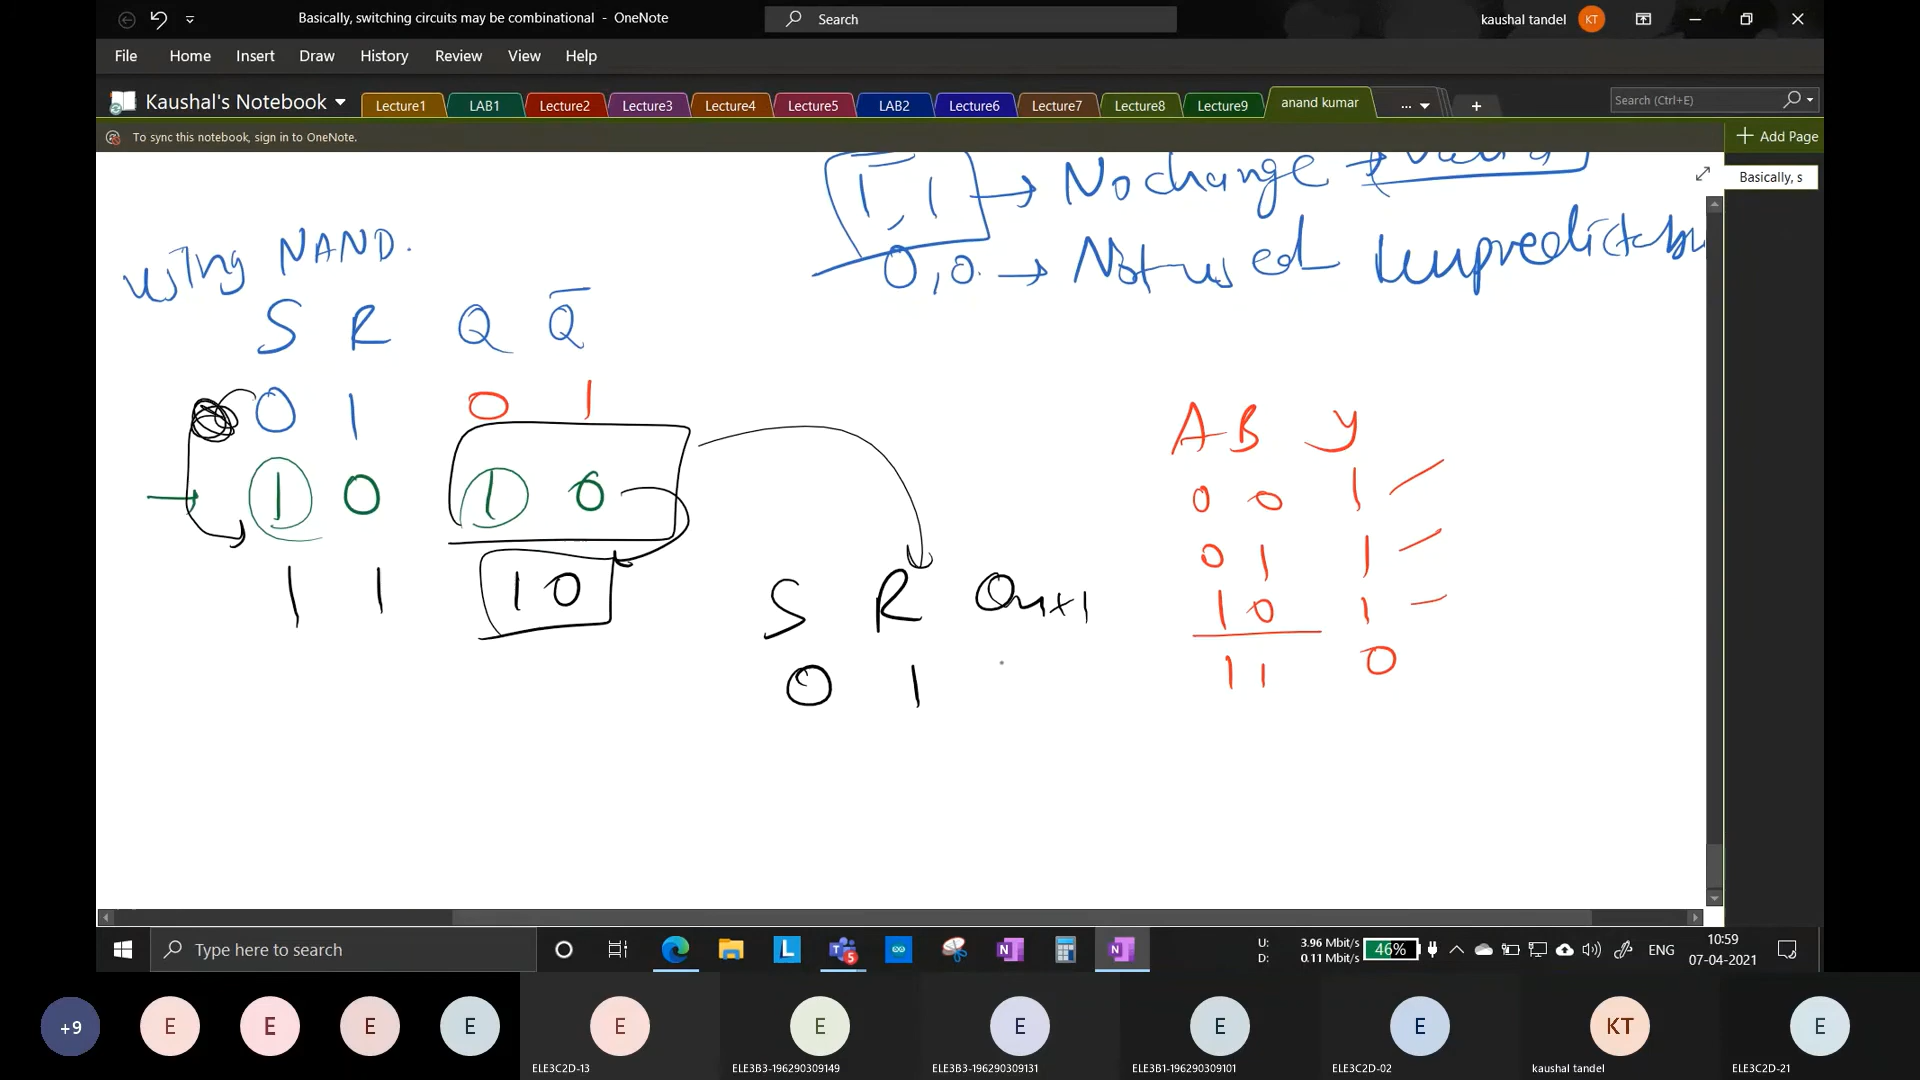 Basically, switching circuits may be combinational - OneNote
Search
kaushal tandel
KT
File Home Insert Draw History Review View Help
Kaushal's Notebook
Lecture1 LAB1 Lecture2 Lecture3 Lecture4 Lecture5 LAB2 Lecture6 Lecture7 Lecture8 Lecture9 anand kumar ... +
Search (Ctrl+E)
To sync this notebook, sign in to OneNote.
+ Add Page
Basically, s
1, 1 → No change
0,0. → Not used
using NAND.
S R Q Q̅
0 1 0 1
1 0 1 0
1 1 1 0
S R Qn+1
0 1
A B y
0 0 1
0 1 1
1 0 1
1 1 0
Type here to search
5
U: 3.96 Mbit/s
D: 0.11 Mbit/s
46%
ENG
10:59
07-04-2021
+9 E E E E E E E E E KT E
ELE3C2D-13 ELE3B3-196290309149 ELE3B3-196290309131 ELE3B1-196290309101 ELE3C2D-02 kaushal tandel ELE3C2D-21